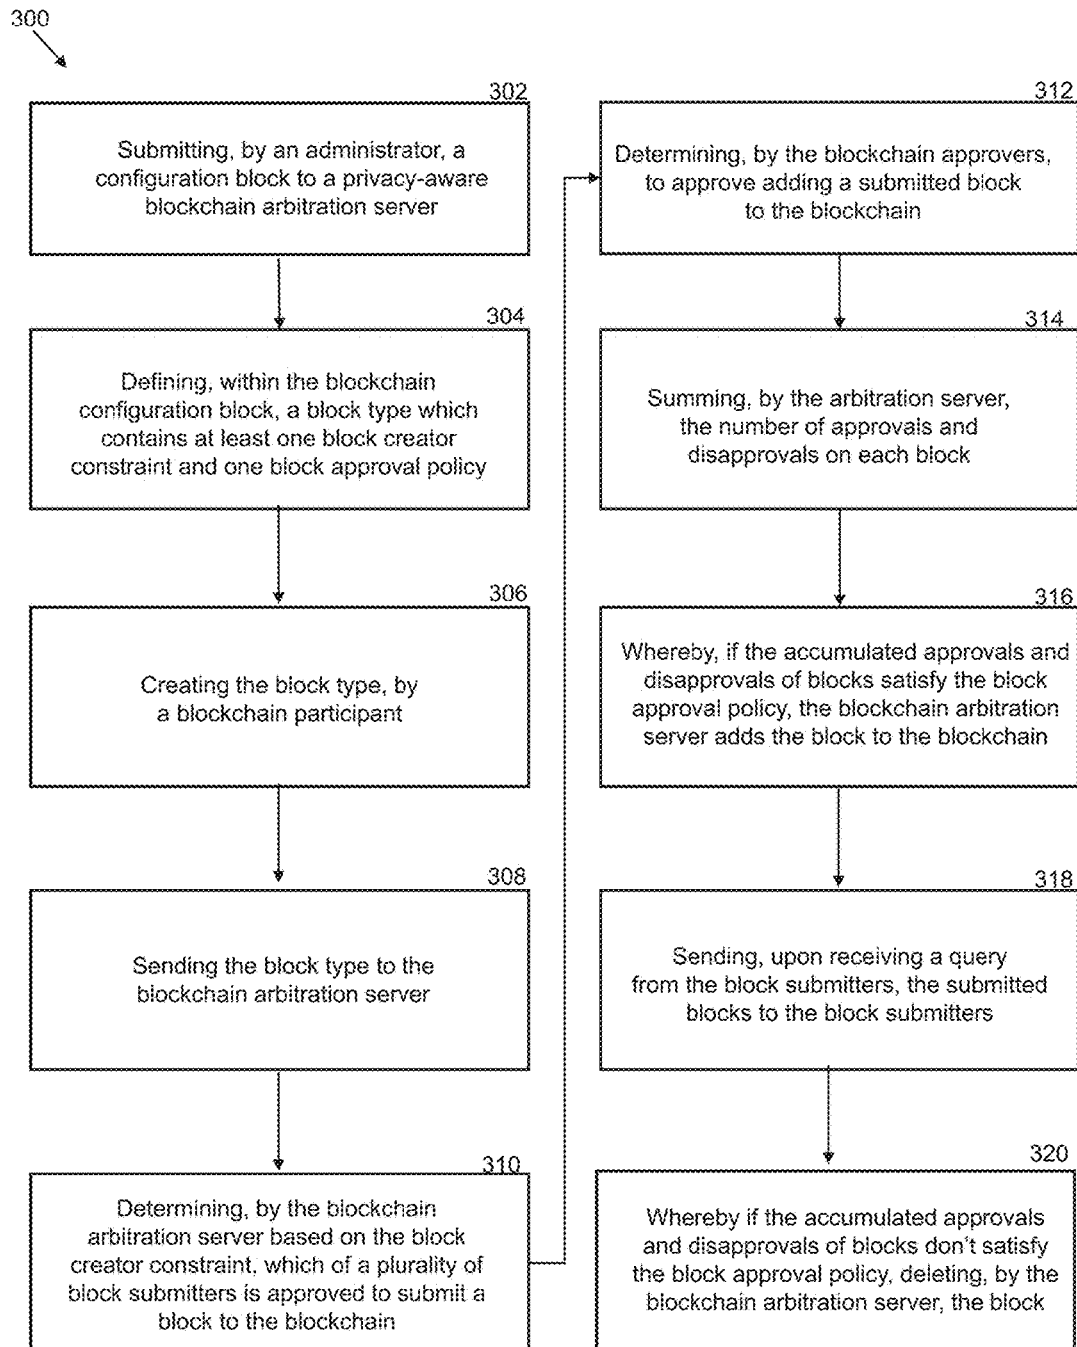 300
302
Submitting, by an administrator, a
configuration block to a privacy-aware
blockchain arbitration server
304
Defining, within the blockchain
configuration block, a block type which
contains at least one block creator
constraint and one block approval policy
306
Creating the block type, by
a blockchain participant
308
Sending the block type to the
blockchain arbitration server
310
Determining, by the blockchain
arbitration server based on the block
creator constraint, which of a plurality of
block submitters is approved to submit a
block to the blockchain
312
Determining, by the blockchain approvers,
to approve adding a submitted block
to the blockchain
314
Summing, by the arbitration server,
the number of approvals and
disapprovals on each block
316
Whereby, if the accumulated approvals and
disapprovals of blocks satisfy the block
approval policy, the blockchain arbitration
server adds the block to the blockchain
318
Sending, upon receiving a query
from the block submitters, the submitted
blocks to the block submitters
320
Whereby if the accumulated approvals
and disapprovals of blocks don't satisfy
the block approval policy, deleting, by the
blockchain arbitration server, the block